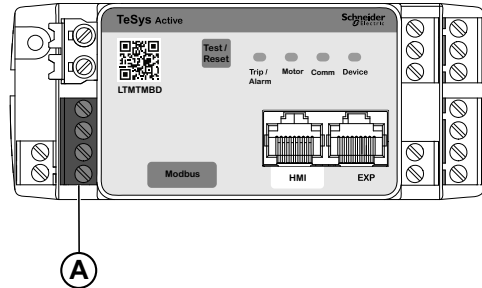 TeSys Active
Schneider
Electric
Test /
Reset
Trip /
Alarm
Motor
Comm
Device
LTMTMBD
Modbus
HMI
EXP
A